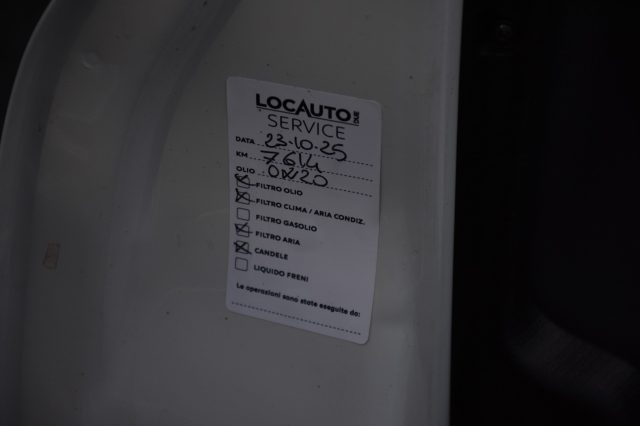 LOCAUTO DUE
SERVICE
DATA 23-10-25
KM 76K
OLIO 0W20
FILTRO OLIO
FILTRO CLIMA / ARIA CONDIZ.
FILTRO GASOLIO
FILTRO ARIA
CANDELE
LIQUIDO FRENI
Le operazioni sono state eseguite da: